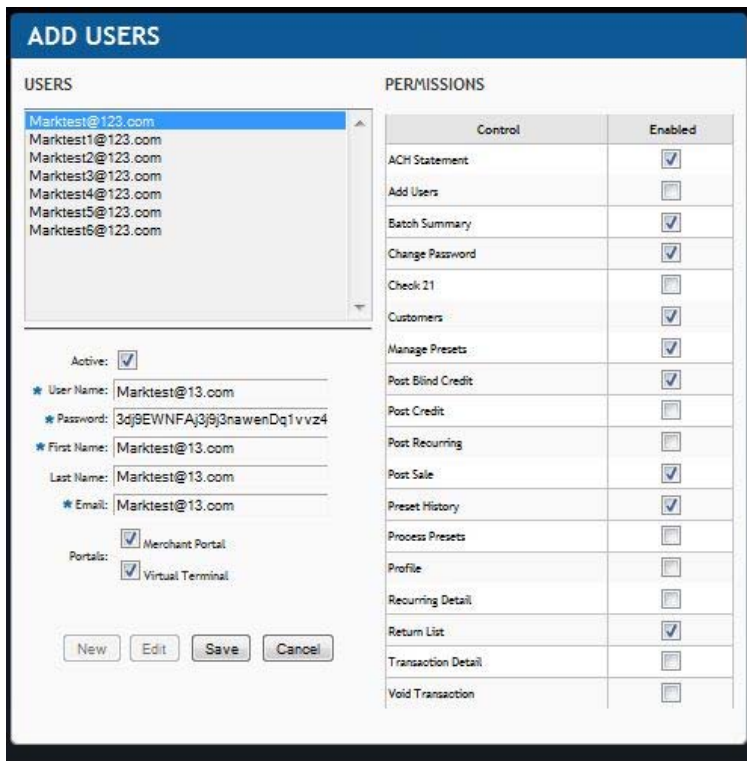 ADD USERS
USERS
Marktest@123.com
Marktest1@123.com
Marktest2@123.com
Marktest3@123.com
Marktest4@123.com
Marktest5@123.com
Marktest6@123.com
Active:
* User Name: Marktest@13.com
* Password: 3dj9EWNFAj3j9j3nawenDq1vvz4
* First Name: Marktest@13.com
Last Name: Marktest@13.com
* Email: Marktest@13.com
Portals:
Merchant Portal
Virtual Terminal
New Edit Save Cancel
PERMISSIONS
Control Enabled
ACH Statement
Add Users
Batch Summary
Change Password
Check 21
Customers
Manage Presets
Post Blind Credit
Post Credit
Post Recurring
Post Sale
Preset History
Process Presets
Profile
Recurring Detail
Return List
Transaction Detail
Void Transaction